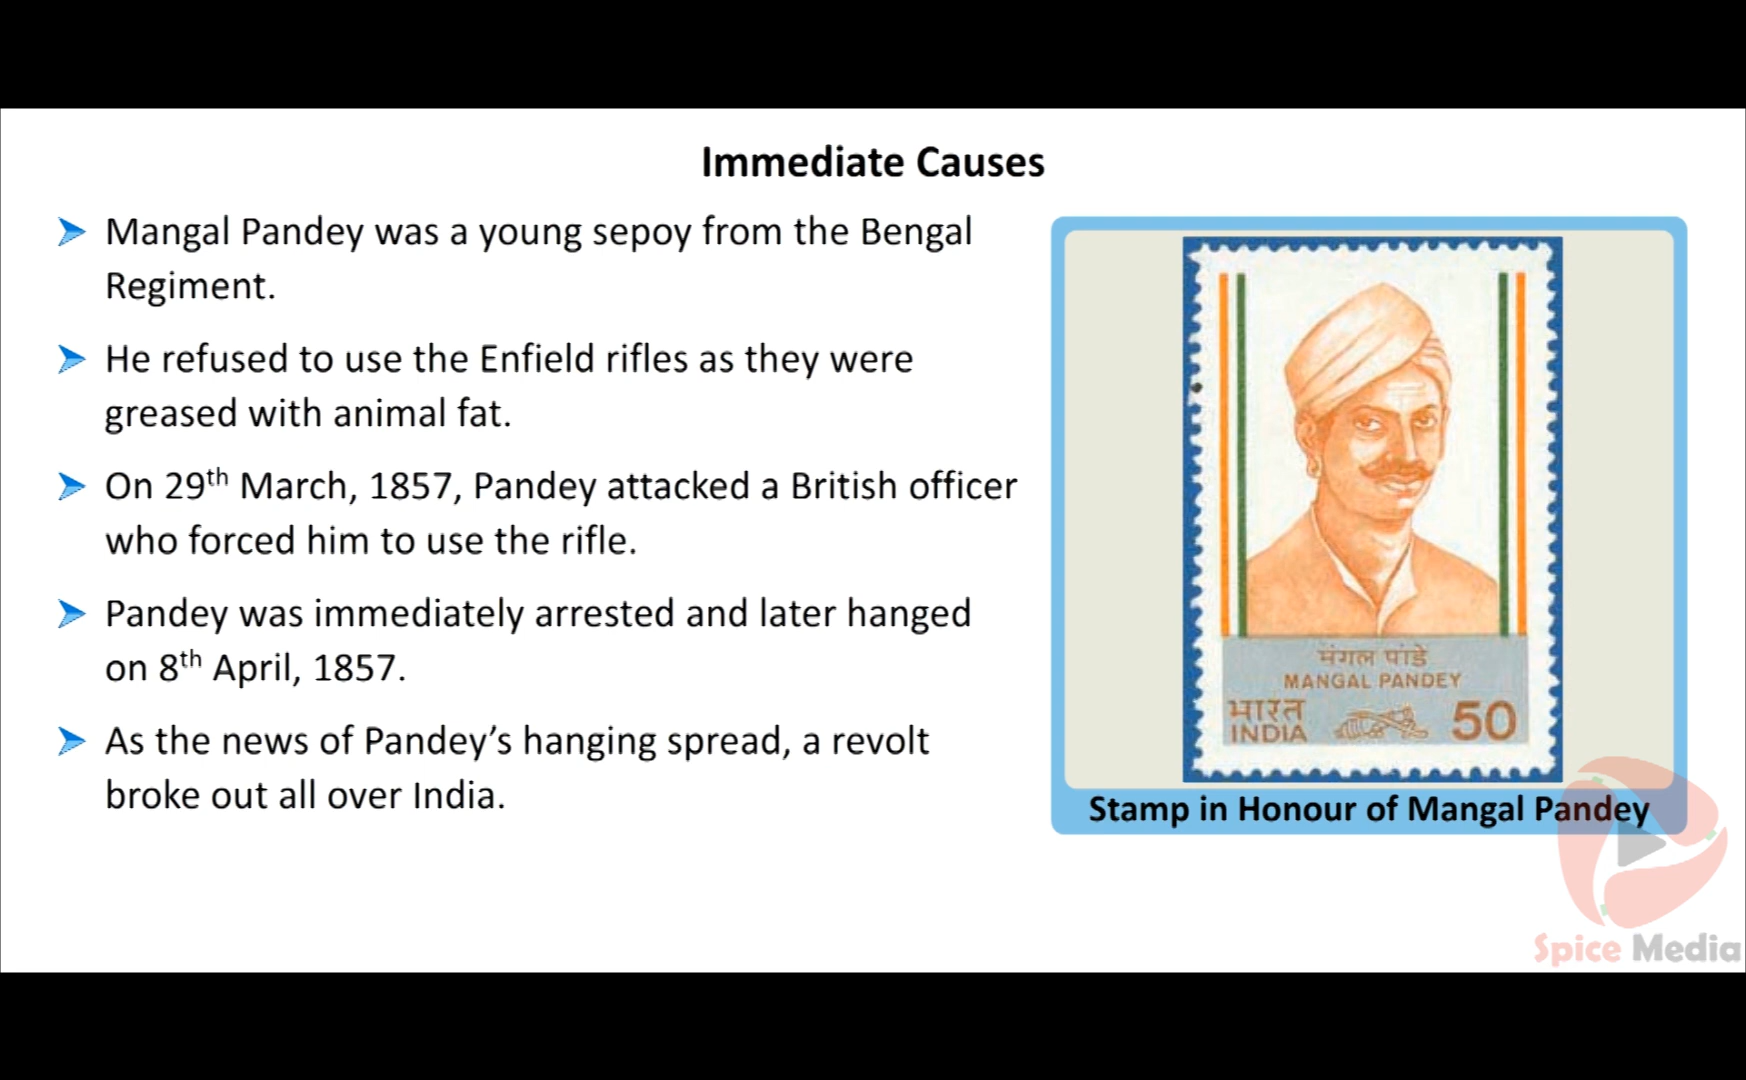 Immediate Causes
Mangal Pandey was a young sepoy from the Bengal
Regiment.
He refused to use the Enfield rifles as they were
greased with animal fat.
On 29th March, 1857, Pandey attacked a British officer
who forced him to use the rifle.
Pandey was immediately arrested and later hanged
on 8th April, 1857.
As the news of Pandey’s hanging spread, a revolt
broke out all over India.
मंगल पांडे
MANGAL PANDEY
भारत
INDIA
50
Stamp in Honour of Mangal Pandey
Spice Media